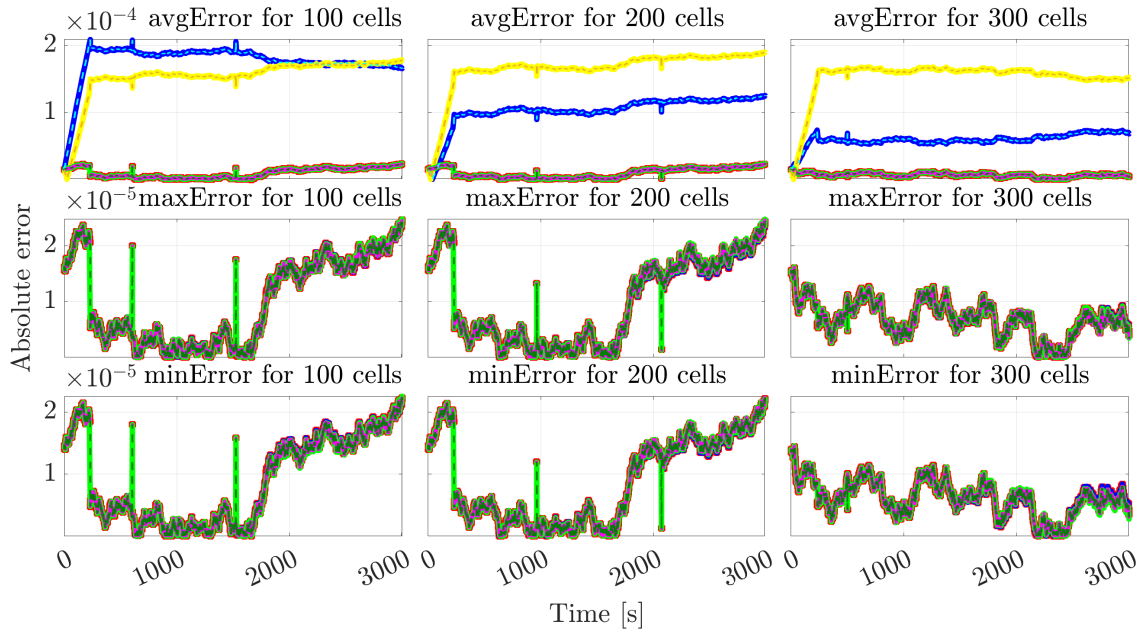 ×10⁻⁴ avgError for 100 cells
avgError for 200 cells
avgError for 300 cells
2
1
×10⁻⁵ maxError for 100 cells
maxError for 200 cells
maxError for 300 cells
2
1
×10⁻⁵ minError for 100 cells
minError for 200 cells
minError for 300 cells
2
1
Absolute error
0 1000 2000 3000
0 1000 2000 3000
0 1000 2000 3000
Time [s]